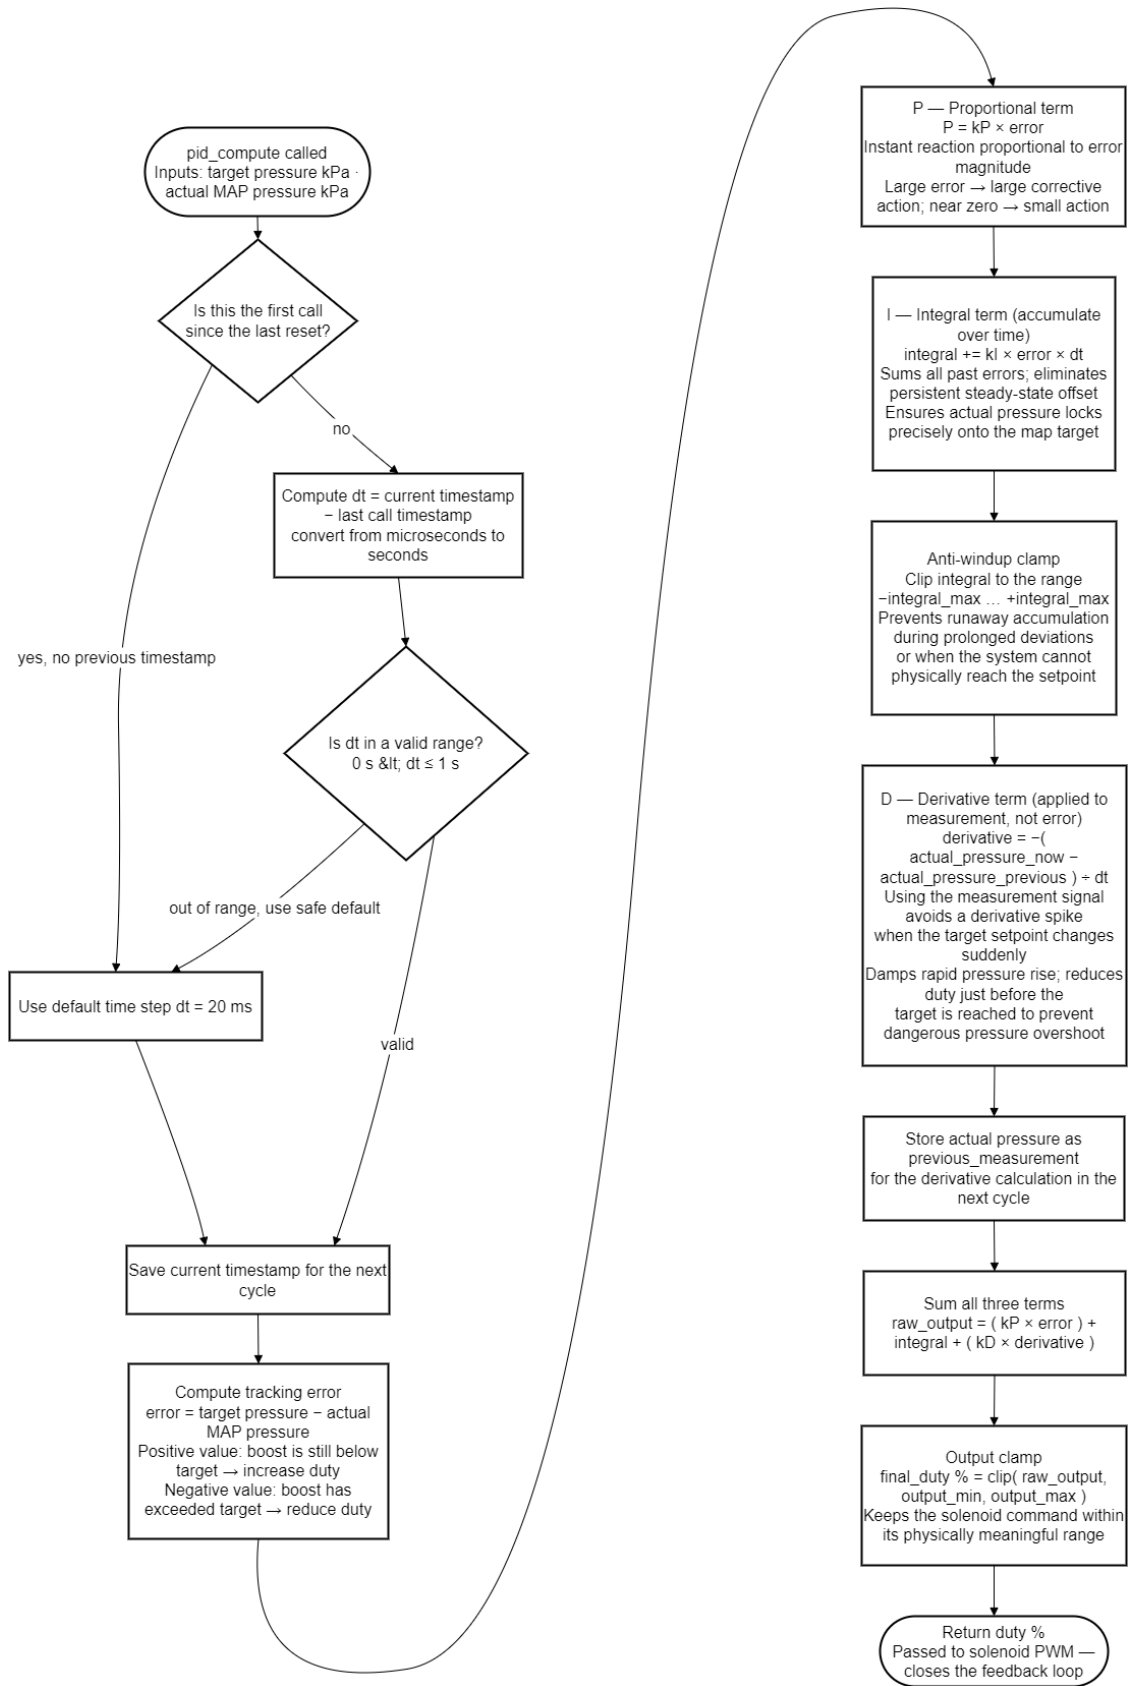 pid_compute called
Inputs: target pressure kPa ·
actual MAP pressure kPa
Is this the first call
since the last reset?
no
Compute dt = current timestamp
− last call timestamp
convert from microseconds to
seconds
yes, no previous timestamp
Is dt in a valid range?
0 s &lt; dt ≤ 1 s
out of range, use safe default
Use default time step dt = 20 ms
valid
Save current timestamp for the next
cycle
Compute tracking error
error = target pressure − actual
MAP pressure
Positive value: boost is still below
target → increase duty
Negative value: boost has
exceeded target → reduce duty
P — Proportional term
P = kP × error
Instant reaction proportional to error
magnitude
Large error → large corrective
action; near zero → small action
I — Integral term (accumulate
over time)
integral += kI × error × dt
Sums all past errors; eliminates
persistent steady-state offset
Ensures actual pressure locks
precisely onto the map target
Anti-windup clamp
Clip integral to the range
−integral_max … +integral_max
Prevents runaway accumulation
during prolonged deviations
or when the system cannot
physically reach the setpoint
D — Derivative term (applied to
measurement, not error)
derivative = −(
actual_pressure_now −
actual_pressure_previous ) ÷ dt
Using the measurement signal
avoids a derivative spike
when the target setpoint changes
suddenly
Damps rapid pressure rise; reduces
duty just before the
target is reached to prevent
dangerous pressure overshoot
Store actual pressure as
previous_measurement
for the derivative calculation in the
next cycle
Sum all three terms
raw_output = ( kP × error ) +
integral + ( kD × derivative )
Output clamp
final_duty % = clip( raw_output,
output_min, output_max )
Keeps the solenoid command within
its physically meaningful range
Return duty %
Passed to solenoid PWM —
closes the feedback loop